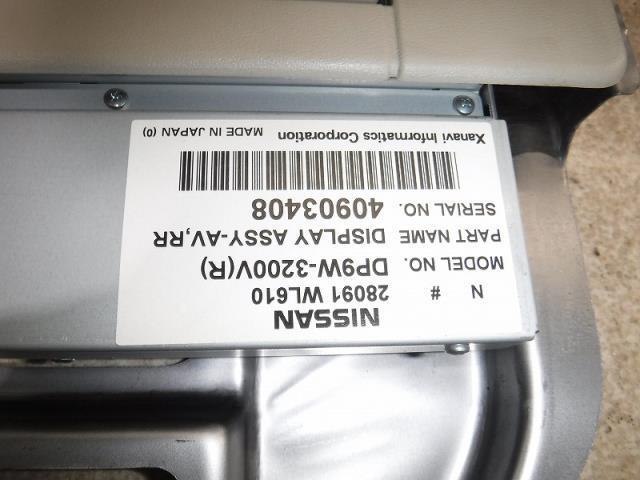 NISSAN
N # 28091 WL610
MODEL NO. DP9W-3200V(R)
PART NAME DISPLAY ASSY-AV,RR
SERIAL NO. 40903408
Xanavi Informatics Corporation MADE IN JAPAN (0)